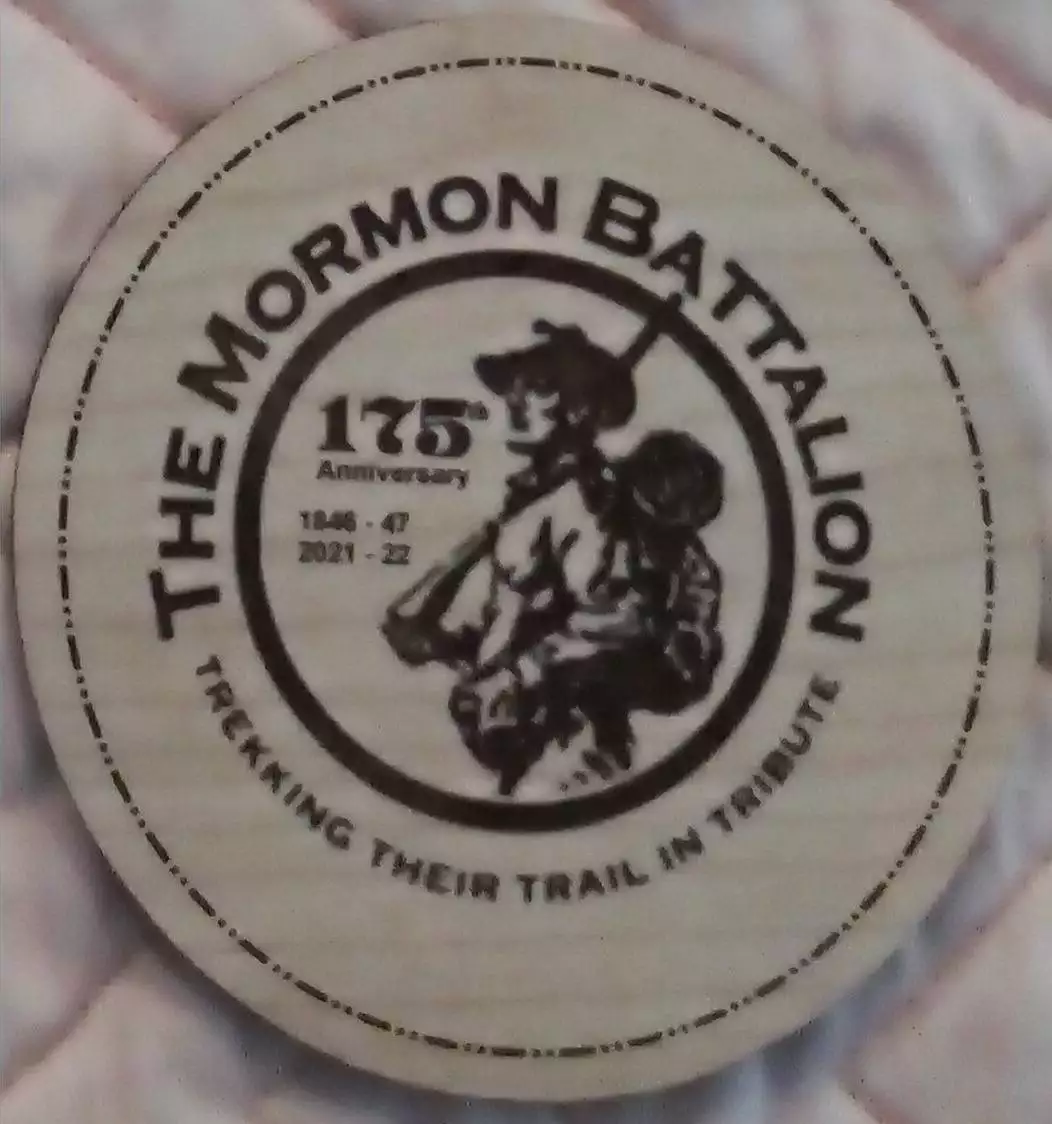 THE MORMON BATTALION
175th
Anniversary
1846 - 47
2021 - 22
TREKKING THEIR TRAIL IN TRIBUTE